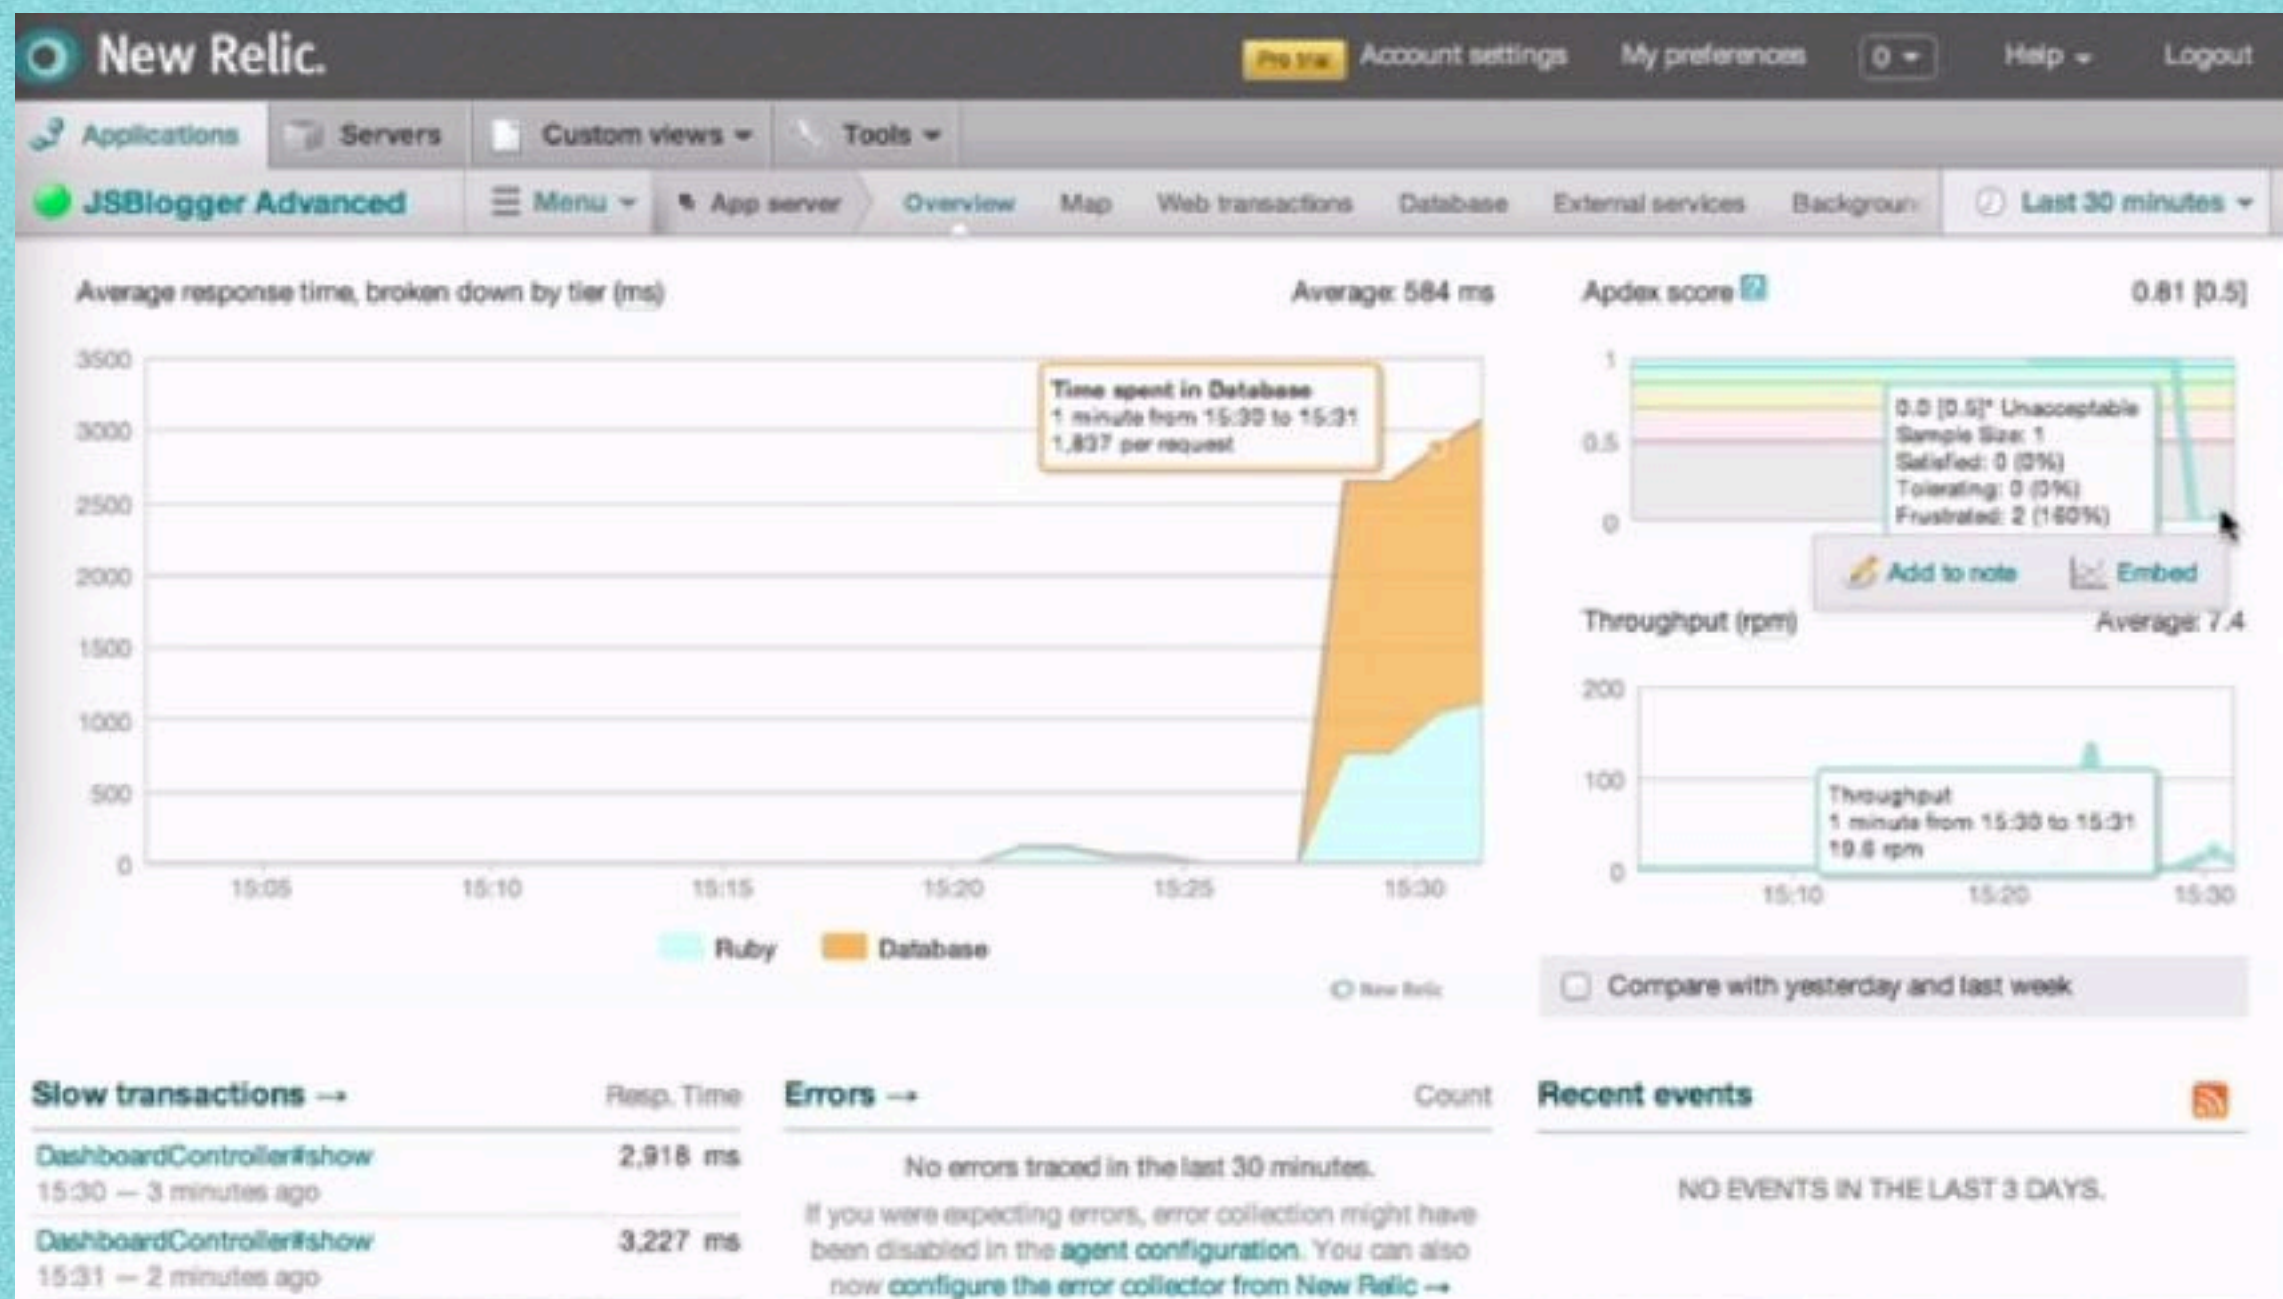 New Relic.
Pro trial
Account settings
My preferences
0
Help
Logout
Applications
Servers
Custom views
Tools
JSBlogger Advanced
Menu
App server
Overview
Map
Web transactions
Database
External services
Backgroun
Last 30 minutes
Average response time, broken down by tier (ms)
Average: 584 ms
3500
3000
2500
2000
1500
1000
500
0
Time spent in Database
1 minute from 15:30 to 15:31
1,837 per request
15:05
15:10
15:15
15:20
15:25
15:30
Ruby
Database
New Relic
Apdex score ?
0.81 [0.5]
1
0.5
0
0.0 [0.5]* Unacceptable
Sample Size: 1
Satisfied: 0 (0%)
Tolerating: 0 (0%)
Frustrated: 2 (160%)
Add to note
Embed
Throughput (rpm)
Average: 7.4
200
100
0
Throughput
1 minute from 15:30 to 15:31
19.6 rpm
15:10
15:20
15:30
Compare with yesterday and last week
Slow transactions →
Resp. Time
DashboardController#show
2,918 ms
15:30 — 3 minutes ago
DashboardController#show
3,227 ms
15:31 — 2 minutes ago
Errors →
Count
No errors traced in the last 30 minutes.
If you were expecting errors, error collection might have
been disabled in the agent configuration. You can also
now configure the error collector from New Relic →
Recent events
NO EVENTS IN THE LAST 3 DAYS.